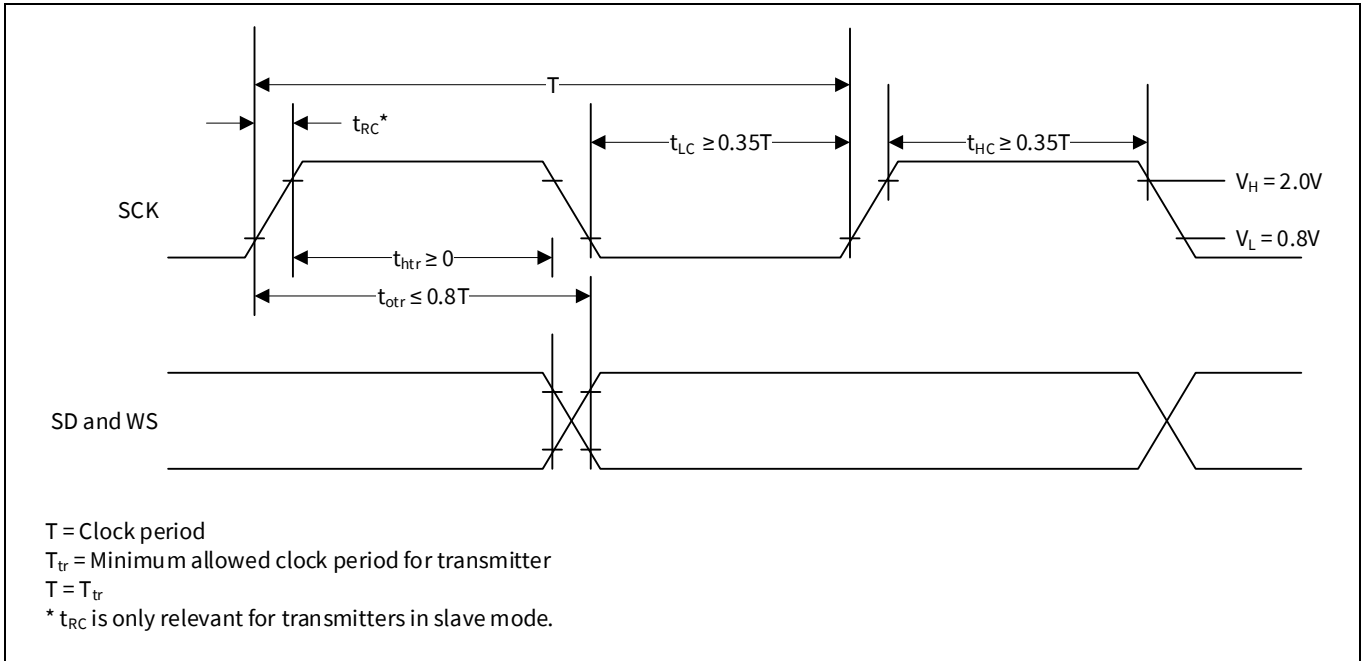 T
t_RC*
t_LC ≥ 0.35T
t_HC ≥ 0.35T
V_H = 2.0V
SCK
V_L = 0.8V
t_htr ≥ 0
t_otr ≤ 0.8T
SD and WS
T = Clock period
T_tr = Minimum allowed clock period for transmitter
T = T_tr
* t_RC is only relevant for transmitters in slave mode.